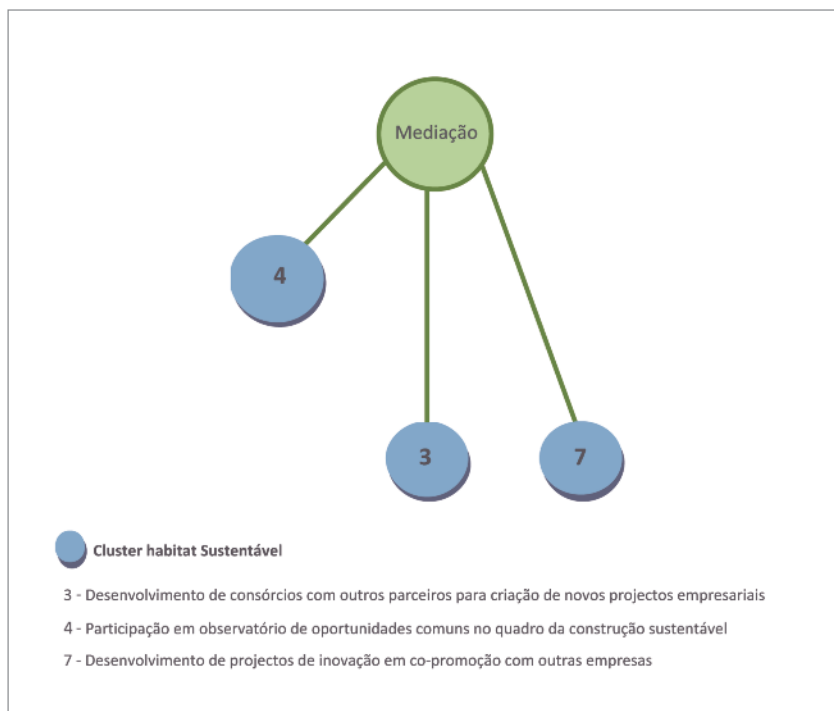 Mediação
4
3
7
Cluster habitat Sustentável
3 - Desenvolvimento de consórcios com outros parceiros para criação de novos projectos empresariais
4 - Participação em observatório de oportunidades comuns no quadro da construção sustentável
7 - Desenvolvimento de projectos de inovação em co-promoção com outras empresas